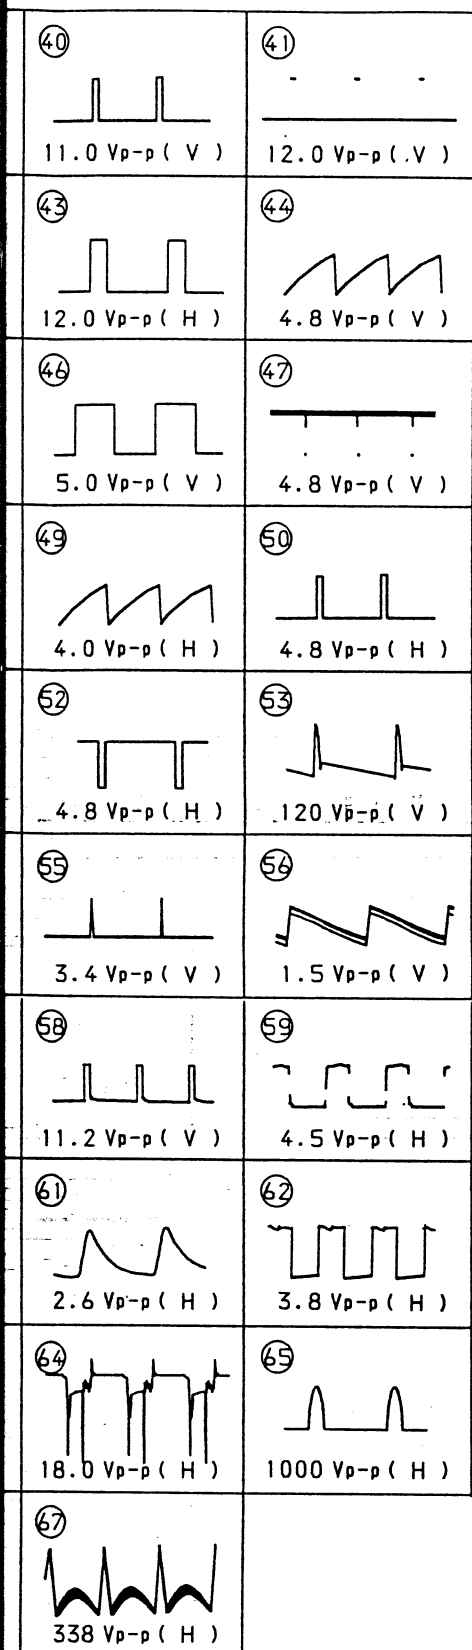 40 41
11.0 Vp-p ( V ) 12.0 Vp-p ( V )
43 44
12.0 Vp-p ( H ) 4.8 Vp-p ( V )
46 47
5.0 Vp-p ( V ) 4.8 Vp-p ( V )
49 50
4.0 Vp-p ( H ) 4.8 Vp-p ( H )
52 53
4.8 Vp-p ( H ) 120 Vp-p ( V )
55 56
3.4 Vp-p ( V ) 1.5 Vp-p ( V )
58 59
11.2 Vp-p ( V ) 4.5 Vp-p ( H )
61 62
2.6 Vp-p ( H ) 3.8 Vp-p ( H )
64 65
18.0 Vp-p ( H ) 1000 Vp-p ( H )
67
338 Vp-p ( H )